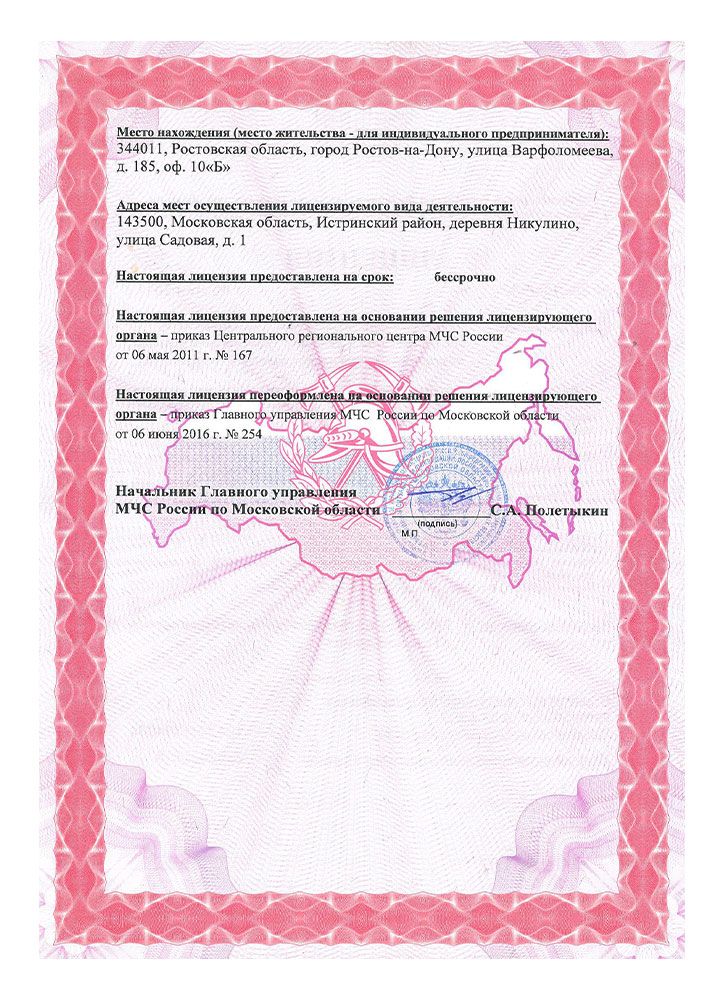 Место нахождения (место жительства - для индивидуального предпринимателя):
344011, Ростовская область, город Ростов-на-Дону, улица Варфоломеева,
д. 185, оф. 10«Б»
Адреса мест осуществления лицензируемого вида деятельности:
143500, Московская область, Истринский район, деревня Никулино,
улица Садовая, д. 1
Настоящая лицензия предоставлена на срок: бессрочно
Настоящая лицензия предоставлена на основании решения лицензирующего
органа – приказ Центрального регионального центра МЧС России
от 06 мая 2011 г. № 167
Настоящая лицензия переоформлена на основании решения лицензирующего
органа – приказ Главного управления МЧС России по Московской области
от 06 июня 2016 г. № 254
Начальник Главного управления
МЧС России по Московской области С.А. Полетыкин
(подпись)
М.П.